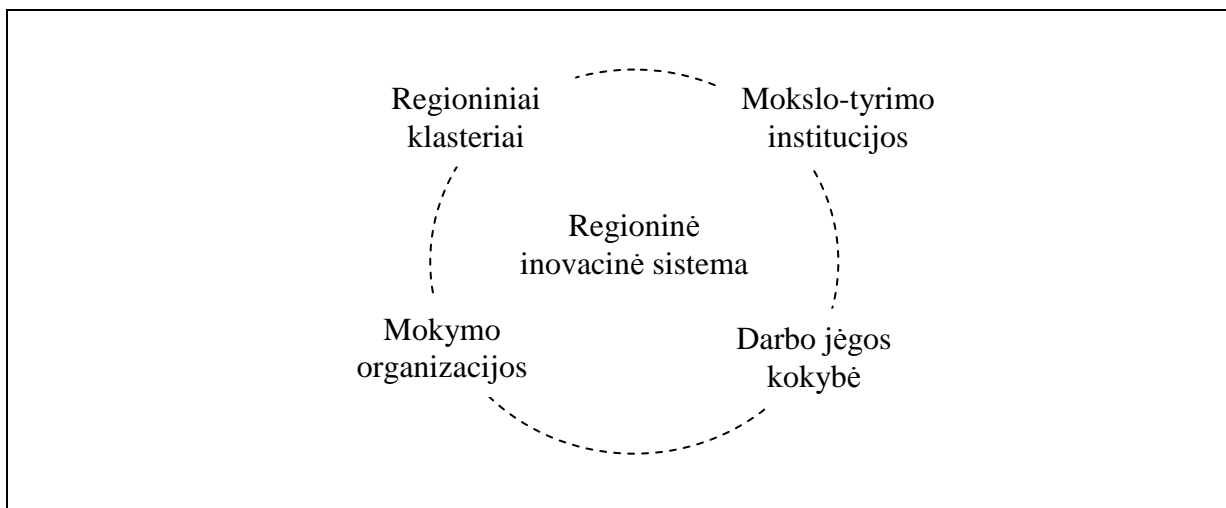 Regioniniai
klasteriai
Mokslo-tyrimo
institucijos
Regioninė
inovacinė sistema
Mokymo
organizacijos
Darbo jėgos
kokybė